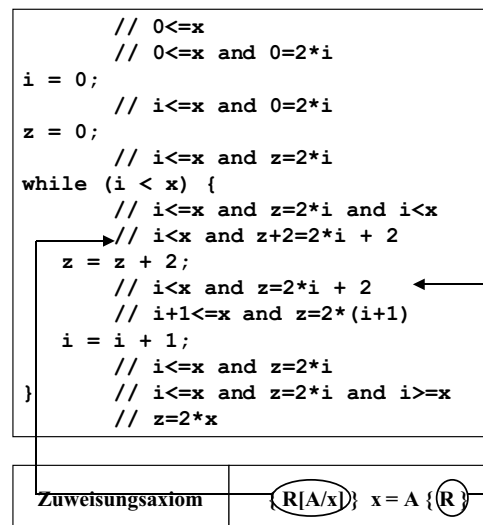 // 0<=x
// 0<=x and 0=2*i
i = 0;
// i<=x and 0=2*i
z = 0;
// i<=x and z=2*i
while (i < x) {
// i<=x and z=2*i and i<x
// i<x and z+2=2*i + 2
z = z + 2;
// i<x and z=2*i + 2
// i+1<=x and z=2*(i+1)
i = i + 1;
// i<=x and z=2*i
} // i<=x and z=2*i and i>=x
// z=2*x
Zuweisungsaxiom { R[A/x] } x = A { R }